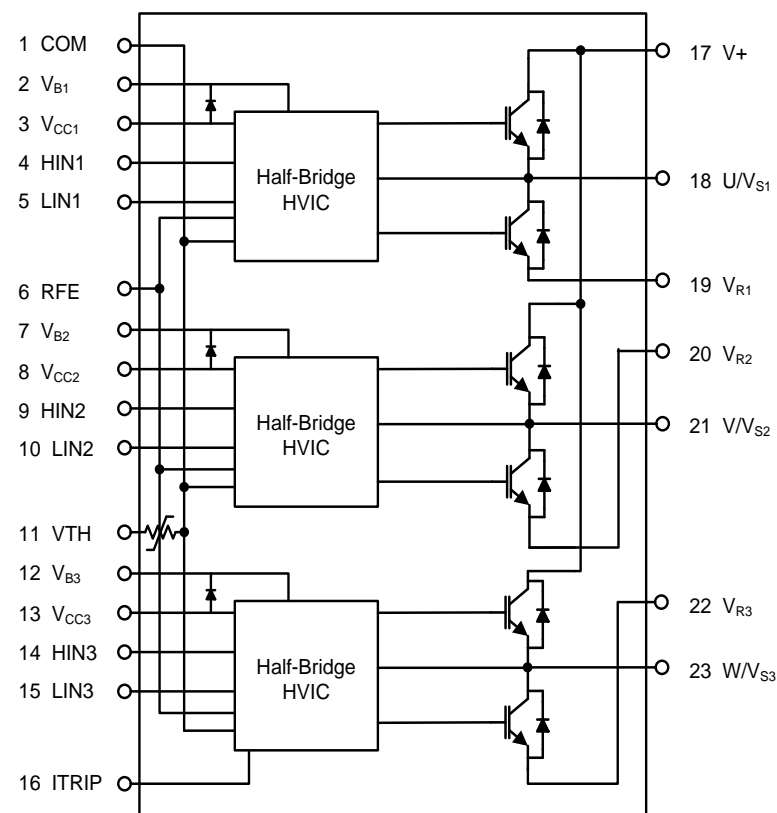 1 COM
2 VB1
3 VCC1
4 HIN1
5 LIN1
6 RFE
7 VB2
8 VCC2
9 HIN2
10 LIN2
11 VTH
12 VB3
13 VCC3
14 HIN3
15 LIN3
16 ITRIP
Half-Bridge
HVIC
Half-Bridge
HVIC
Half-Bridge
HVIC
17 V+
18 U/VS1
19 VR1
20 VR2
21 V/VS2
22 VR3
23 W/VS3